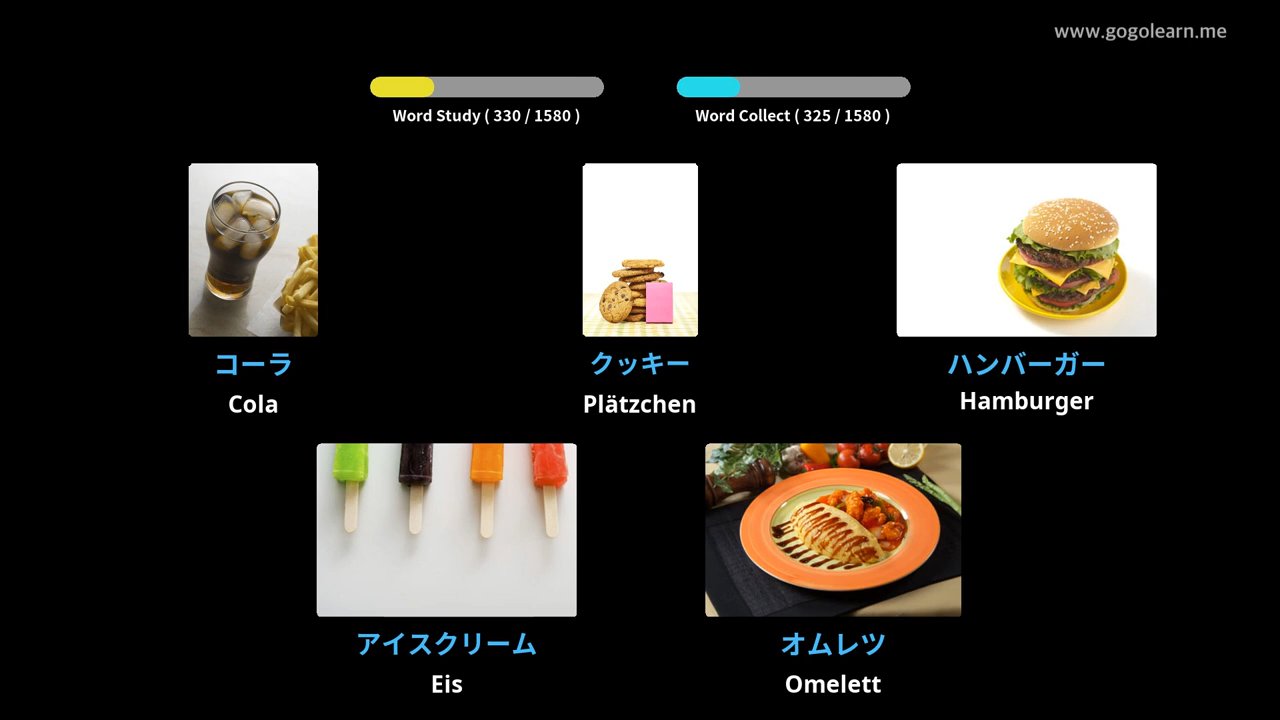 www.gogolearn.me
Word Study ( 330 / 1580 )
Word Collect ( 325 / 1580 )
コーラ
Cola
クッキー
Plätzchen
ハンバーガー
Hamburger
アイスクリーム
Eis
オムレツ
Omelett